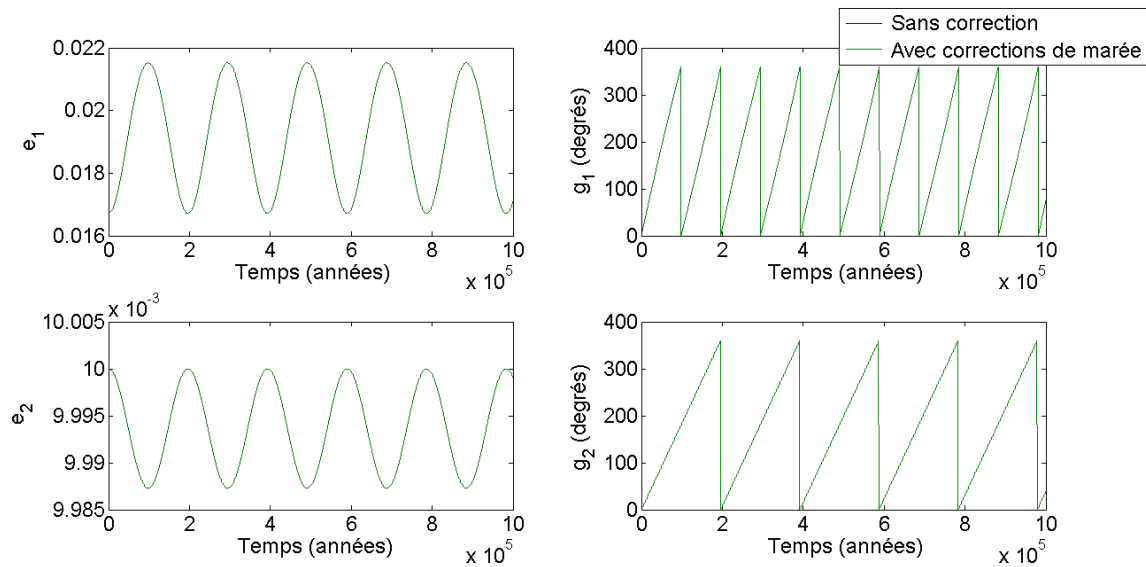 Sans correction
Avec corrections de marée
0.022
0.02
0.018
0.016
e1
0 2 4 6 8 10
Temps (années)
x 10^5
400
300
200
100
0
g1 (degrés)
0 2 4 6 8 10
Temps (années)
x 10^5
x 10^-3
10.005
10
9.995
9.99
9.985
e2
0 2 4 6 8 10
Temps (années)
x 10^5
400
300
200
100
0
g2 (degrés)
0 2 4 6 8 10
Temps (années)
x 10^5